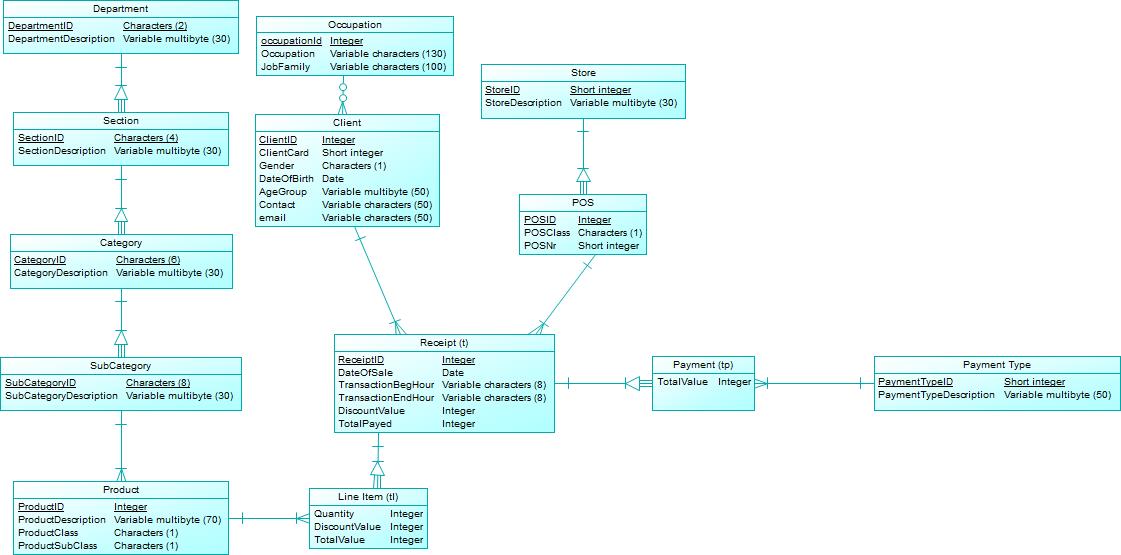 Department
DepartmentID Characters (2)
DepartmentDescription Variable multibyte (30)
Occupation
occupationId Integer
Occupation Variable characters (130)
JobFamily Variable characters (100)
Store
StoreID Short integer
StoreDescription Variable multibyte (30)
Section
SectionID Characters (4)
SectionDescription Variable multibyte (30)
Client
ClientID Integer
ClientCard Short integer
Gender Characters (1)
DateOfBirth Date
AgeGroup Variable multibyte (50)
Contact Variable characters (50)
email Variable characters (50)
POS
POSID Integer
POSClass Characters (1)
POSNr Short integer
Category
CategoryID Characters (6)
CategoryDescription Variable multibyte (30)
SubCategory
SubCategoryID Characters (8)
SubCategoryDescription Variable multibyte (30)
Receipt (t)
ReceiptID Integer
DateOfSale Date
TransactionBegHour Variable characters (8)
TransactionEndHour Variable characters (8)
DiscountValue Integer
TotalPayed Integer
Payment (tp)
TotalValue Integer
Payment Type
PaymentTypeID Short integer
PaymentTypeDescription Variable multibyte (50)
Product
ProductID Integer
ProductDescription Variable multibyte (70)
ProductClass Characters (1)
ProductSubClass Characters (1)
Line Item (tl)
Quantity Integer
DiscountValue Integer
TotalValue Integer